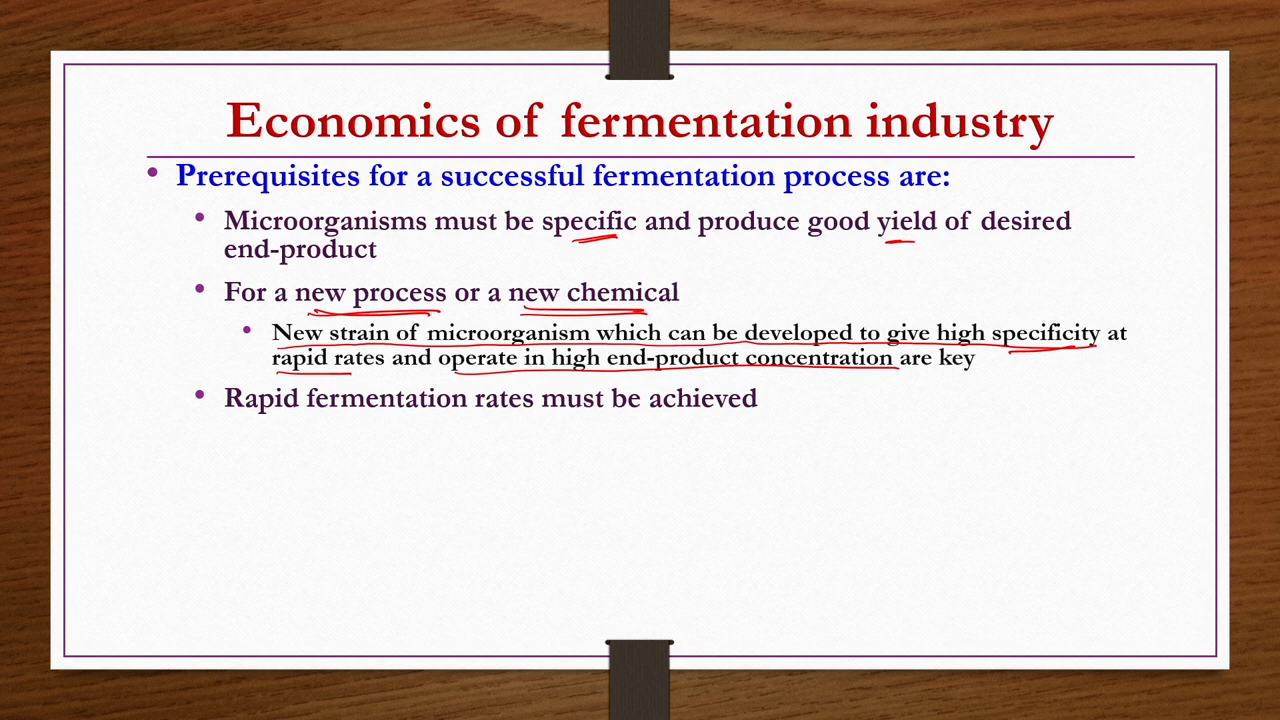 Economics of fermentation industry
• Prerequisites for a successful fermentation process are:
• Microorganisms must be specific and produce good yield of desired
end-product
• For a new process or a new chemical
• New strain of microorganism which can be developed to give high specificity at
rapid rates and operate in high end-product concentration are key
• Rapid fermentation rates must be achieved